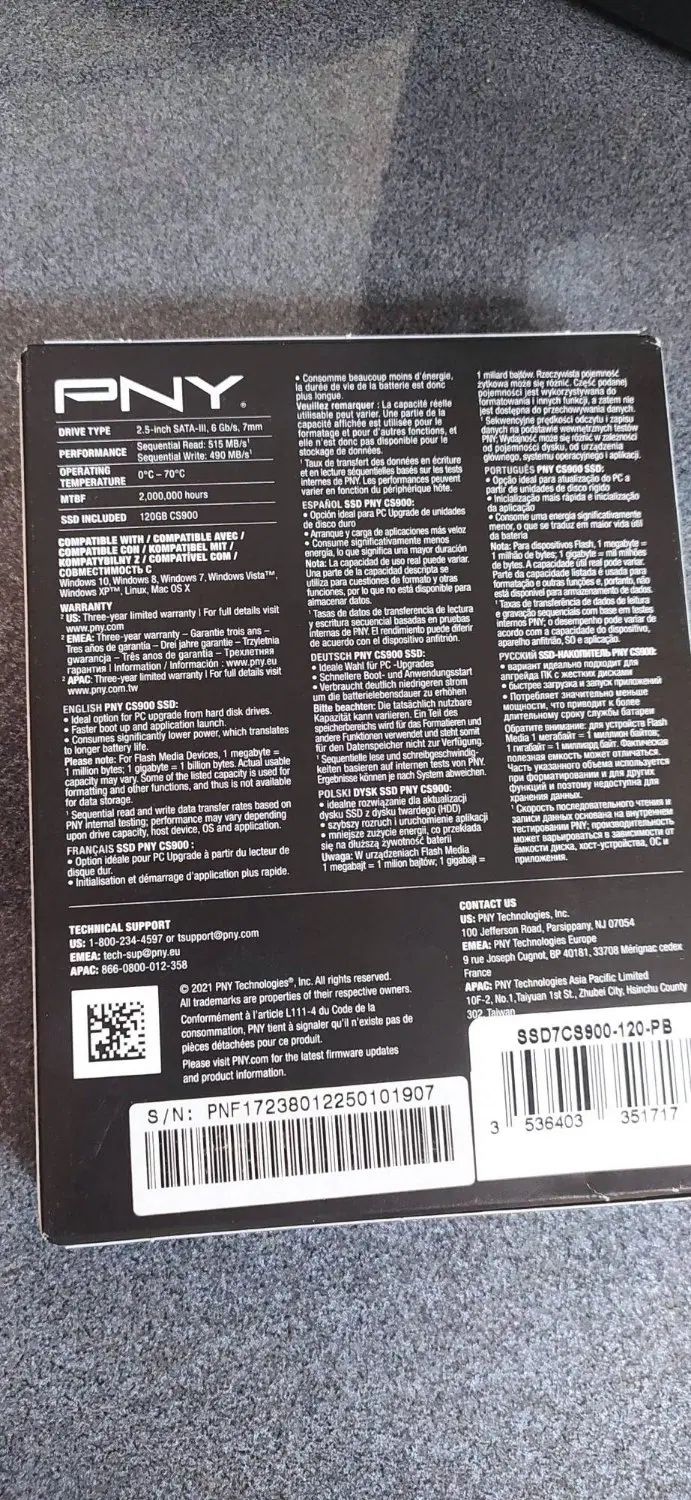 PNY®
DRIVE TYPE 2.5-inch SATA-III, 6 Gb/s, 7mm
PERFORMANCE Sequential Read: 515 MB/s¹
Sequential Write: 490 MB/s¹
OPERATING
TEMPERATURE 0°C – 70°C
MTBF 2,000,000 hours
SSD INCLUDED 120GB CS900
COMPATIBLE WITH / COMPATIBLE AVEC /
COMPATIBLE CON / KOMPATIBEL MIT /
KOMPATYBILNY Z / COMPATÍVEL COM /
СОВМЕСТИМОСТЬ С
Windows 10, Windows 8, Windows 7, Windows Vista™,
Windows XP™, Linux, Mac OS X
WARRANTY
² US: Three-year limited warranty | For full details visit
www.pny.com
² EMEA: Three-year warranty – Garantie trois ans –
Tres años de garantía – Drei jahre garantie – Trzyletnia
gwarancja – Três anos de garantia – Трехлетняя
гарантия | Information / Información : www.pny.eu
² APAC: Three-year limited warranty | For full details visit
www.pny.com.tw
ENGLISH PNY CS900 SSD:
• Ideal option for PC upgrade from hard disk drives.
• Faster boot up and application launch.
• Consumes significantly lower power, which translates
to longer battery life.
Please note: For Flash Media Devices, 1 megabyte =
1 million bytes; 1 gigabyte = 1 billion bytes. Actual usable
capacity may vary. Some of the listed capacity is used for
formatting and other functions, and thus is not available
for data storage.
¹ Sequential read and write data transfer rates based on
PNY internal testing; performance may vary depending
upon drive capacity, host device, OS and application.
FRANÇAIS SSD PNY CS900 :
• Option idéale pour PC Upgrade à partir du lecteur de
disque dur.
• Initialisation et démarrage d'application plus rapide.
• Consomme beaucoup moins d'énergie,
la durée de vie de la batterie est donc
plus longue.
Veuillez remarquer : La capacité réelle
utilisable pout varier. Une partie de la
capacité affichée est utilisée pour le
formatage et pour d'autres fonctions, et
elle n'est donc pas disponible pour le
stockage de données.
¹ Taux de transfert des données en écriture
et en lecture séquentielles basés sur les tests
internes de PNY. Les performances peuvent
varier en fonction du périphérique hôte.
ESPAÑOL SSD PNY CS900:
• Opción ideal para PC Upgrade de unidades
de disco duro
• Arranque y carga de aplicaciones más veloz
• Consume significativamente menos
energía, lo que significa una mayor duración
Nota: La capacidad de uso real puede variar.
Una parte de la capacidad descripta se
utiliza para cuestiones de formato y otras
funciones, por lo que no está disponible para
almacenar datos.
¹ Tasas de datos de transferencia de lectura
y escritura secuencial basadas en pruebas
internas de PNY. El rendimiento puede diferir
de acuerdo con el dispositivo anfitrión.
DEUTSCH PNY CS900 SSD:
• Ideale Wahl für PC -Upgrades
• Schnellere Boot- und Anwendungsstart
• Verbraucht deutlich niedrigeren strom
um die batterielebensdauer zu erhöhen
Bitte beachten: Die tatsächlich nutzbare
Kapazität kann variieren. Ein Teil des
speicherbereichs wird für das Formatieren und
andere Funktionen verwendet und steht somit
für den Datenspeicher nicht zur Verfügung.
¹ Sequentielle lese und schreibgeschwindig-
keiten basieren auf internen tests von PNY.
Ergebnisse können je nach System abweichen.
POLSKI DYSK SSD PNY CS900:
• idealne rozwiązanie dla aktualizacji
dysku SSD z dysku twardego (HDD)
• szybszy rozruch i uruchomienie aplikacji
• mniejsze zużycie energii, co przekłada
się na dłuższą żywotność baterii
Uwaga: W urządzeniach Flash Media
1 megabajt = 1 milion bajtów; 1 gigabajt =
1 miliard bajtów. Rzeczywista pojemność
żytkowa może się różnić. Część podanej
pojemności jest wykorzystywana do
formatowania i innych funkcji, a zatem nie
jest dostępna do przechowywania danych.
¹ Sekwencyjne prędkości odczytu i zapisu
danych na podstawie wewnętrznych testów
PNY; Wydajność może się różnić w zależności
od pojemności dysku, od urządzenia
głównego, systemu operacyjnego i aplikacji.
PORTUGUÊS PNY CS900 SSD:
• Opção ideal para atualização do PC a
partir de unidades de disco rígido
• Inicialização mais rápida e inicialização
da aplicação
• Consome uma energia significativamente
menor, o que se traduz em maior vida útil
da bateria
Nota: Para dispositivos Flash, 1 megabyte =
1 milhão de bytes; 1 gigabyte = mil milhões
de bytes. A capacidade útil real pode variar.
Parte da capacidade listada é usada para
formatação e outras funções e, portanto, não
está disponível para armazenamento de dados.
¹ Taxas de transferência de dados de leitura
e gravação sequenciais com base em testes
internos PNY; o desempenho pode variar de
acordo com a capacidade do dispositivo,
aparelho anfitrião, SO e aplicação.
РУССКИЙ SSD-НАКОПИТЕЛЬ PNY CS900:
• вариант идеально подходит для
апгрейда ПК с жесткими дисками
• быстрее загрузка и запуск приложений
• Потребляет значительно меньше
мощности, что приводит к более
длительному сроку службы батареи
Обратите внимание: для устройств Flash
Media 1 мегабайт = 1 миллион байтов;
1 гигабайт = 1 миллиард байт. Фактическая
полезная емкость может отличаться.
Часть указанного объема используется
при форматировании и для других
функций и поэтому недоступна для
хранения данных.
¹ Скорость последовательного чтения и
записи данных основана на внутреннем
тестировании PNY; производительность
может варьироваться в зависимости от
ёмкости диска, хост-устройства, ОС и
приложения.
TECHNICAL SUPPORT
US: 1-800-234-4597 or tsupport@pny.com
EMEA: tech-sup@pny.eu
APAC: 866-0800-012-358
© 2021 PNY Technologies®, Inc. All rights reserved.
All trademarks are properties of their respective owners.
Conformément à l'article L111-4 du Code de la
consommation, PNY tient à signaler qu'il n'existe pas de
pièces détachées pour ce produit.
Please visit PNY.com for the latest firmware updates
and product information.
CONTACT US
US: PNY Technologies, Inc.
100 Jefferson Road, Parsippany, NJ 07054
EMEA: PNY Technologies Europe
9 rue Joseph Cugnot, BP 40181, 33708 Mérignac cedex
France
APAC: PNY Technologies Asia Pacific Limited
10F-2, No.1,Taiyuan 1st St., Zhubei City, Hsinchu County
302, Taiwan
S/N: PNF17238012250101907
SSD7CS900-120-PB
3 536403 351717